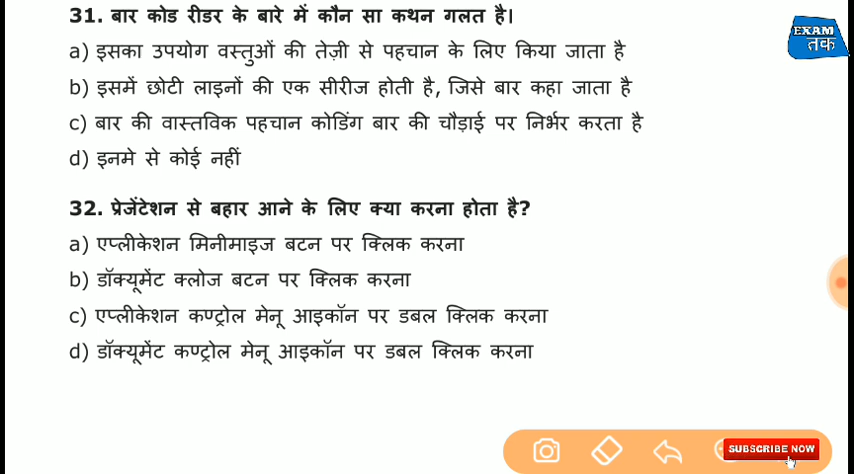 31. बार कोड रीडर के बारे में कौन सा कथन गलत है।
EXAM
तक
a) इसका उपयोग वस्तुओं की तेज़ी से पहचान के लिए किया जाता है
b) इसमें छोटी लाइनों की एक सीरीज होती है, जिसे बार कहा जाता है
c) बार की वास्तविक पहचान कोडिंग बार की चौड़ाई पर निर्भर करता है
d) इनमे से कोई नहीं
32. प्रेजेंटेशन से बहार आने के लिए क्या करना होता है?
a) एप्लीकेशन मिनीमाइज बटन पर क्लिक करना
b) डॉक्यूमेंट क्लोज बटन पर क्लिक करना
c) एप्लीकेशन कण्ट्रोल मेनू आइकॉन पर डबल क्लिक करना
d) डॉक्यूमेंट कण्ट्रोल मेनू आइकॉन पर डबल क्लिक करना
SUBSCRIBE NOW